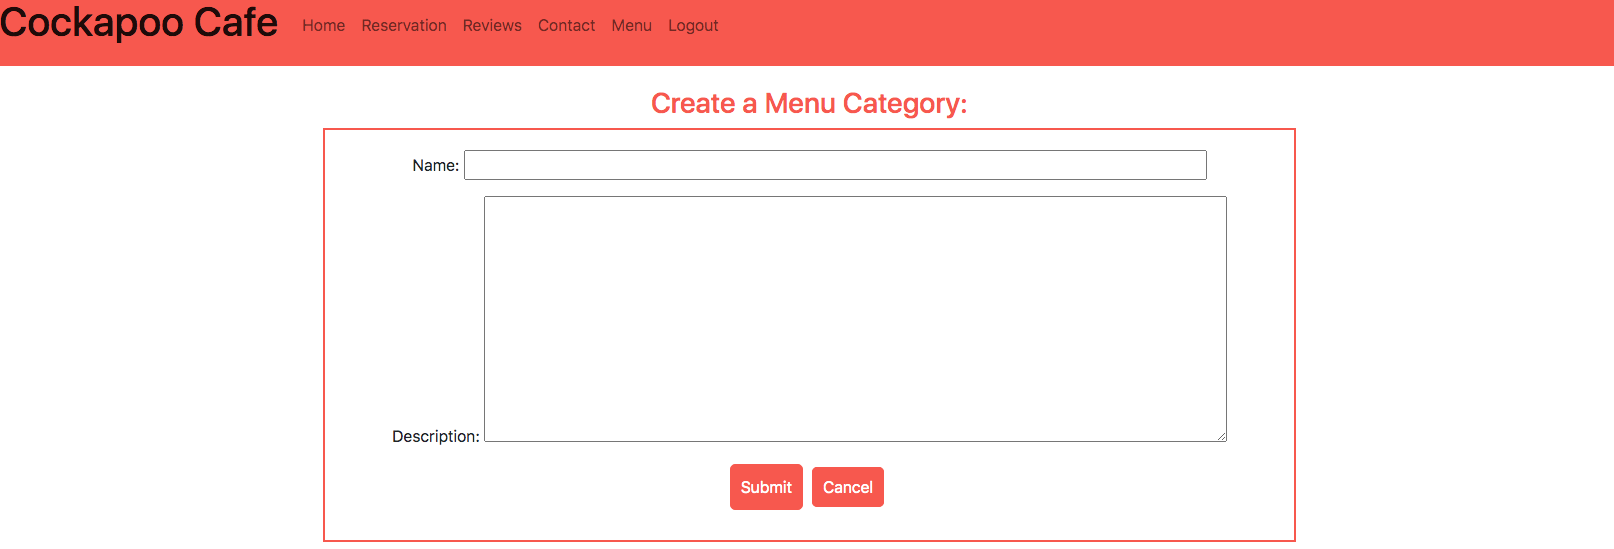 Cockapoo Cafe Home Reservation Reviews Contact Menu Logout
Create a Menu Category:
Name:
Description:
Submit Cancel